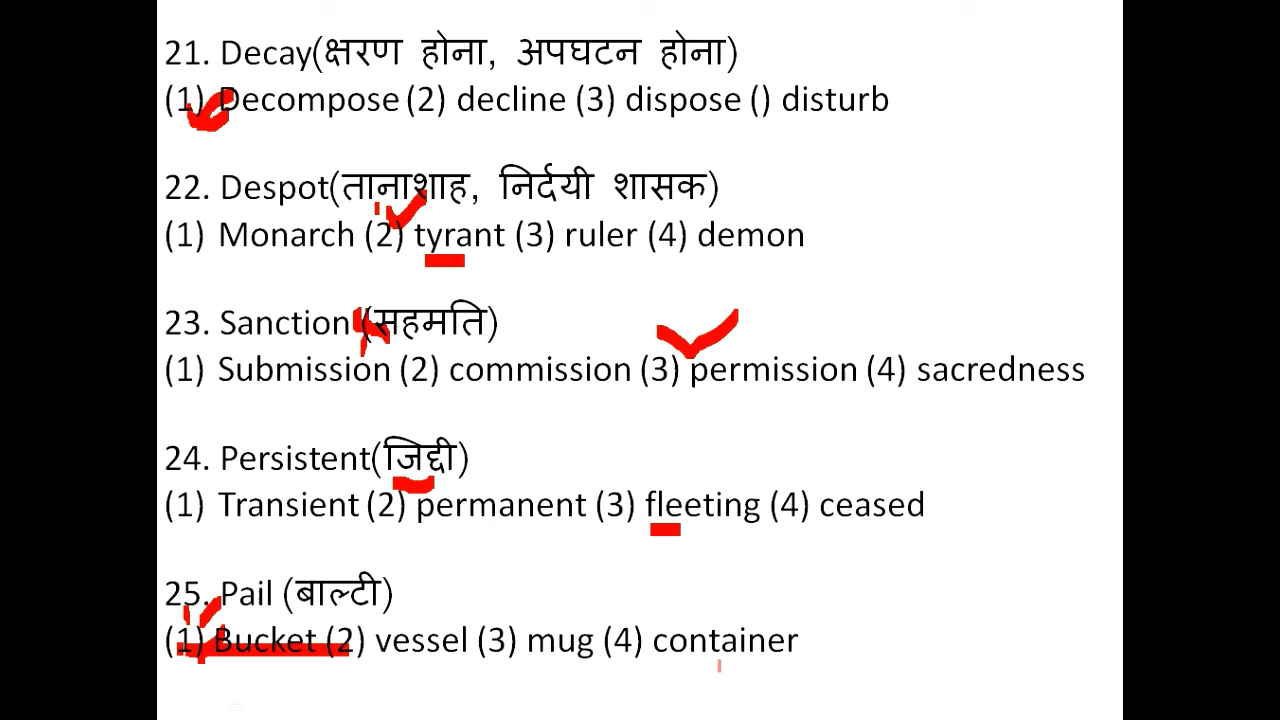 21. Decay(क्षरण होना, अपघटन होना)
(1) Decompose (2) decline (3) dispose () disturb
22. Despot(तानाशाह, निर्दयी शासक)
(1) Monarch (2) tyrant (3) ruler (4) demon
23. Sanction (सहमति)
(1) Submission (2) commission (3) permission (4) sacredness
24. Persistent(जिद्दी)
(1) Transient (2) permanent (3) fleeting (4) ceased
25. Pail (बाल्टी)
(1) Bucket (2) vessel (3) mug (4) container